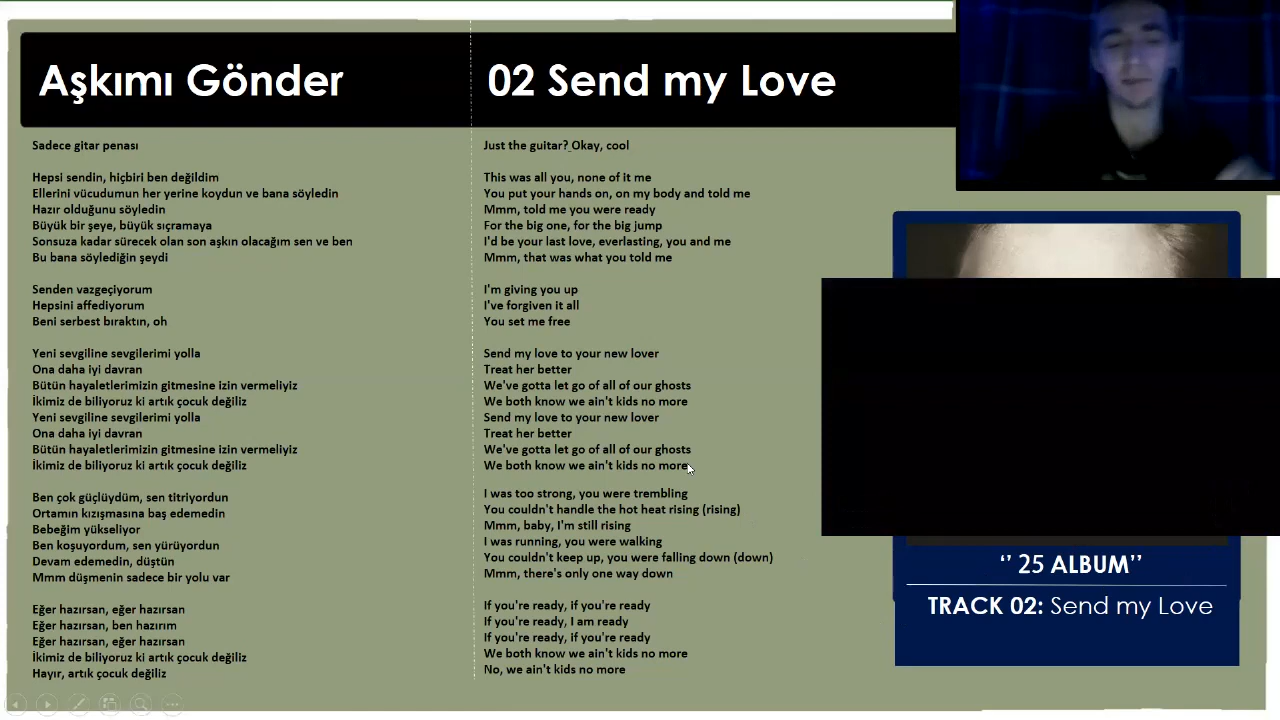 Aşkımı Gönder
Sadece gitar penası
Hepsi sendin, hiçbiri ben değildim
Ellerini vücudumun her yerine koydun ve bana söyledin
Hazır olduğunu söyledin
Büyük bir şeye, büyük sıçramaya
Sonsuza kadar sürecek olan son aşkın olacağım sen ve ben
Bu bana söylediğin şeydi
Senden vazgeçiyorum
Hepsini affediyorum
Beni serbest bıraktın, oh
Yeni sevgiline sevgilerimi yolla
Ona daha iyi davran
Bütün hayaletlerimizin gitmesine izin vermeliyiz
İkimiz de biliyoruz ki artık çocuk değiliz
Yeni sevgiline sevgilerimi yolla
Ona daha iyi davran
Bütün hayaletlerimizin gitmesine izin vermeliyiz
İkimiz de biliyoruz ki artık çocuk değiliz
Ben çok güçlüydüm, sen titriyordun
Ortamın kızışmasına baş edemedin
Bebeğim yükseliyor
Ben koşuyordum, sen yürüyordun
Devam edemedin, düştün
Mmm düşmenin sadece bir yolu var
Eğer hazırsan, eğer hazırsan
Eğer hazırsan, ben hazırım
Eğer hazırsan, eğer hazırsan
İkimiz de biliyoruz ki artık çocuk değiliz
Hayır, artık çocuk değiliz
02 Send my Love
Just the guitar? Okay, cool
This was all you, none of it me
You put your hands on, on my body and told me
Mmm, told me you were ready
For the big one, for the big jump
I'd be your last love, everlasting, you and me
Mmm, that was what you told me
I'm giving you up
I've forgiven it all
You set me free
Send my love to your new lover
Treat her better
We've gotta let go of all of our ghosts
We both know we ain't kids no more
Send my love to your new lover
Treat her better
We've gotta let go of all of our ghosts
We both know we ain't kids no more
I was too strong, you were trembling
You couldn't handle the hot heat rising (rising)
Mmm, baby, I'm still rising
I was running, you were walking
You couldn't keep up, you were falling down (down)
Mmm, there's only one way down
If you're ready, if you're ready
If you're ready, I am ready
If you're ready, if you're ready
We both know we ain't kids no more
No, we ain't kids no more
‘’ 25 ALBUM’’
TRACK 02: Send my Love